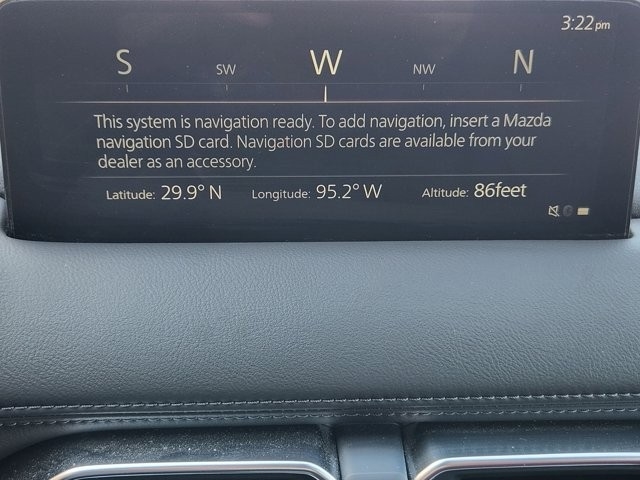 3:22pm
S SW W NW N
This system is navigation ready. To add navigation, insert a Mazda
navigation SD card. Navigation SD cards are available from your
dealer as an accessory.
Latitude: 29.9° N Longitude: 95.2° W Altitude: 86feet